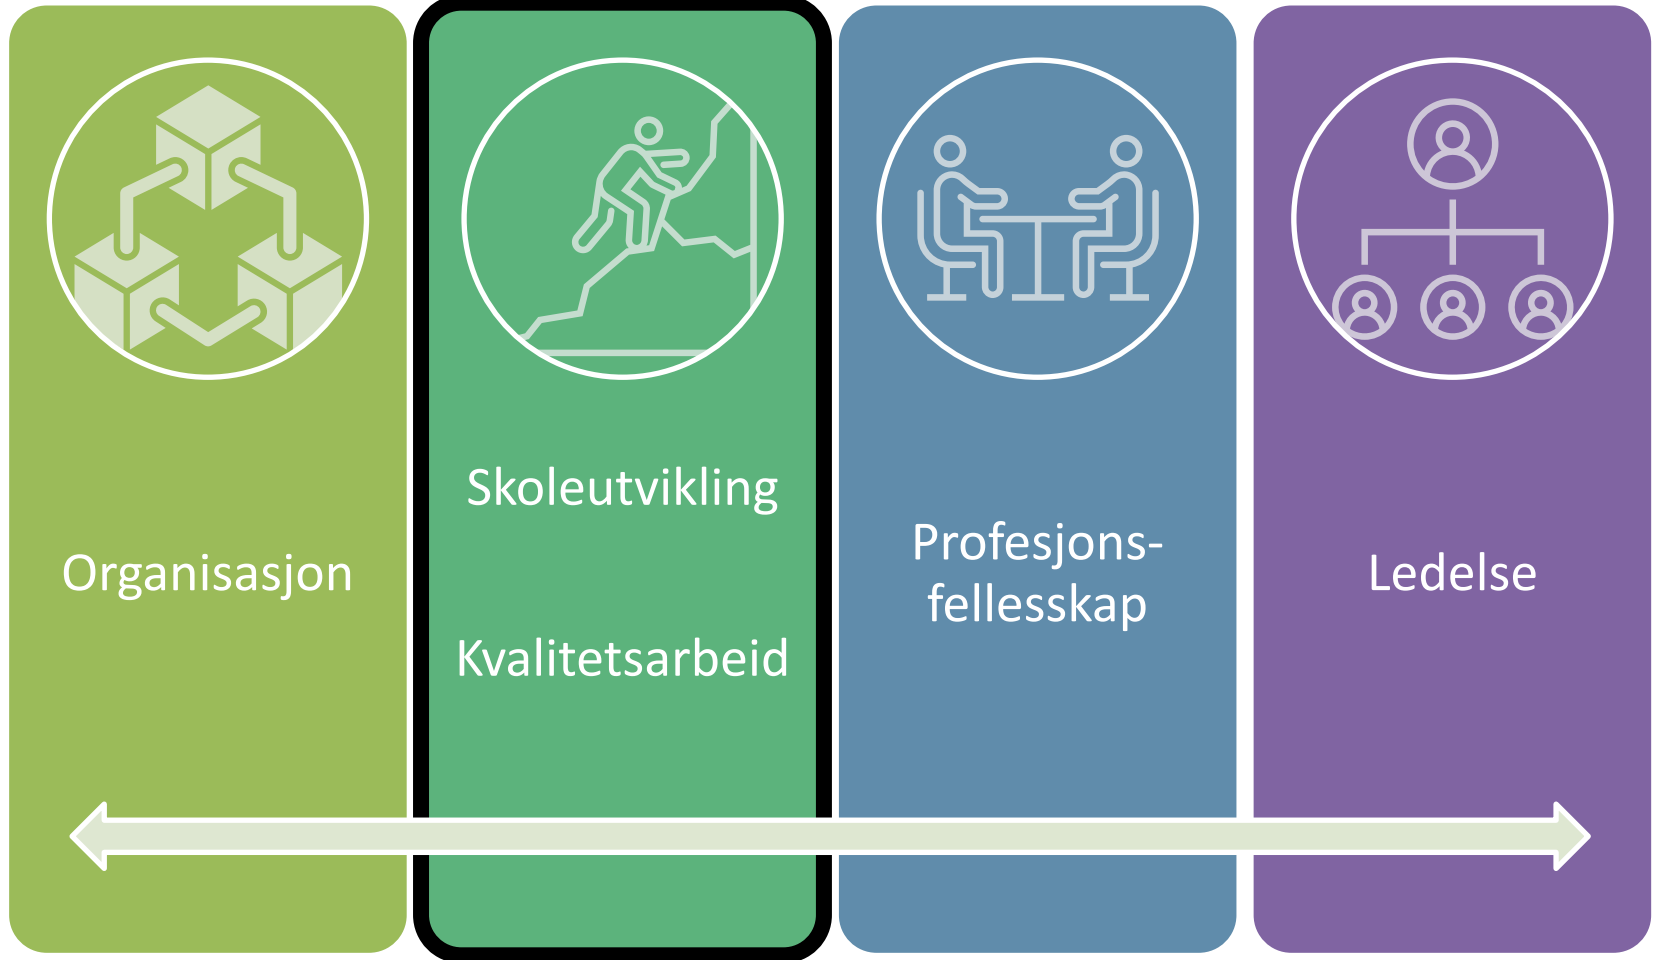 Organisasjon
Skoleutvikling
Kvalitetsarbeid
Profesjons-
fellesskap
Ledelse